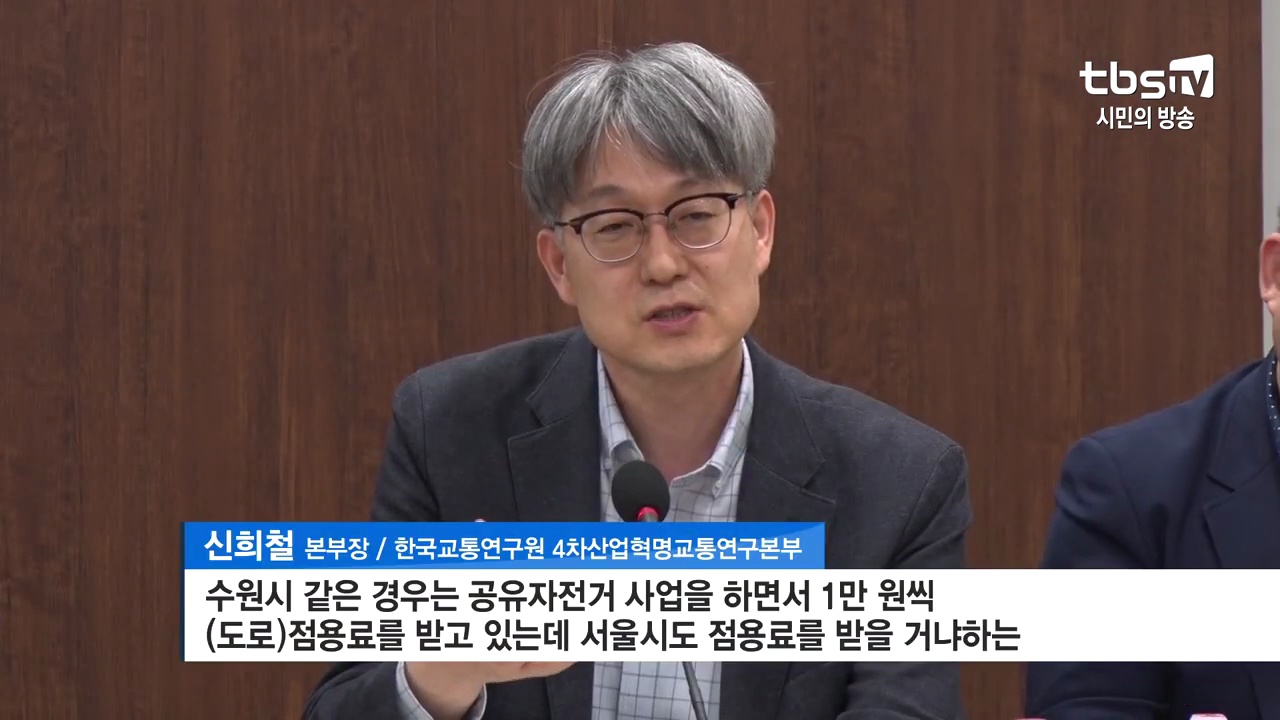 tbsTV
시민의 방송
신희철 본부장 / 한국교통연구원 4차산업혁명교통연구본부
수원시 같은 경우는 공유자전거 사업을 하면서 1만 원씩
(도로)점용료를 받고 있는데 서울시도 점용료를 받을 거냐하는